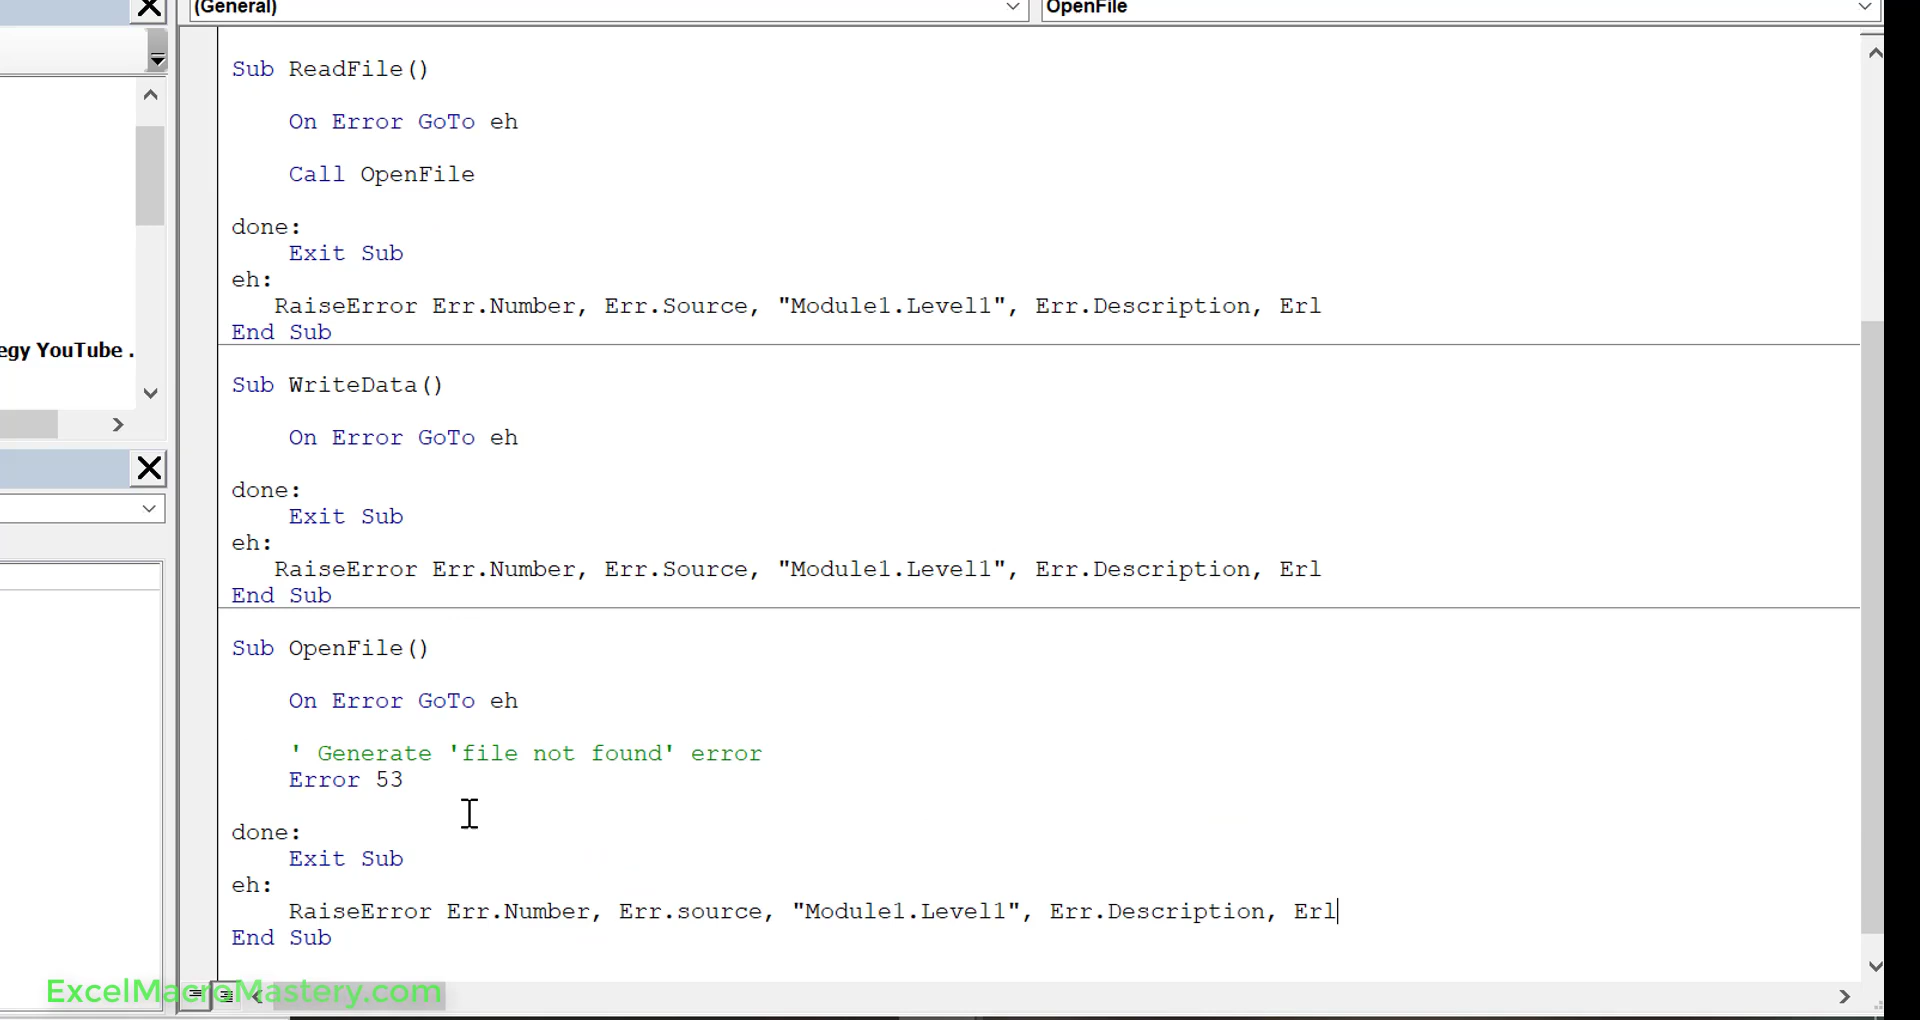 (General)
OpenFile
Sub ReadFile()
On Error GoTo eh
Call OpenFile
done:
Exit Sub
eh:
RaiseError Err.Number, Err.Source, "Module1.Level1", Err.Description, Erl
End Sub
egy YouTube .
Sub WriteData()
On Error GoTo eh
done:
Exit Sub
eh:
RaiseError Err.Number, Err.Source, "Module1.Level1", Err.Description, Erl
End Sub
Sub OpenFile()
On Error GoTo eh
' Generate 'file not found' error
Error 53
done:
Exit Sub
eh:
RaiseError Err.Number, Err.source, "Module1.Level1", Err.Description, Erl
End Sub
ExcelMacroMastery.com